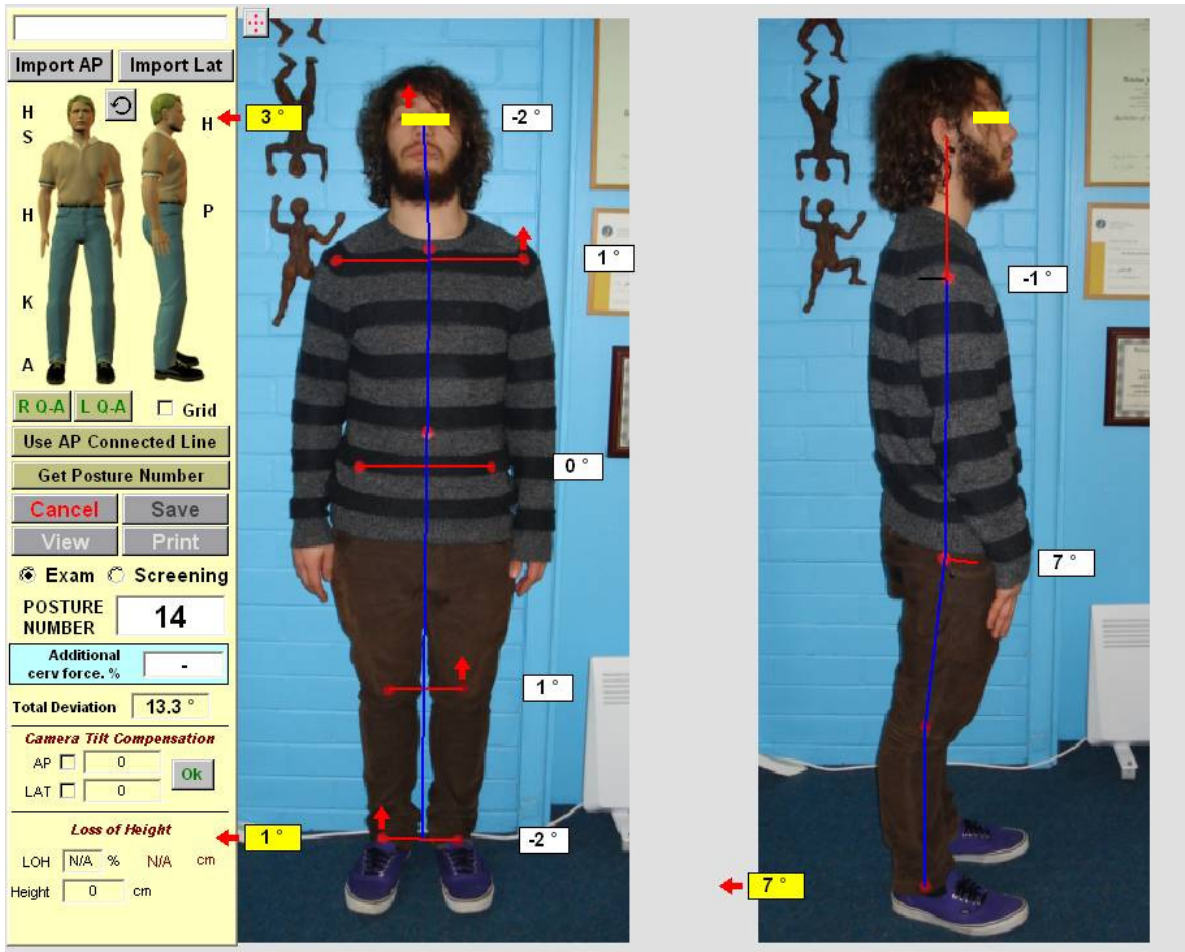 Import AP Import Lat
H
S
H
3 ° -2 °
H P
1 °
K
-1 °
A
R Q-A L Q-A Grid
Use AP Connected Line
0 °
Get Posture Number
Cancel Save
View Print
7 °
Exam Screening
POSTURE
NUMBER 14
Additional
cerv force. % -
1 °
Total Deviation 13.3 °
Camera Tilt Compensation
AP 0
Ok
LAT 0
Loss of Height
1 ° -2 °
LOH N/A % N/A cm
Height 0 cm
7 °